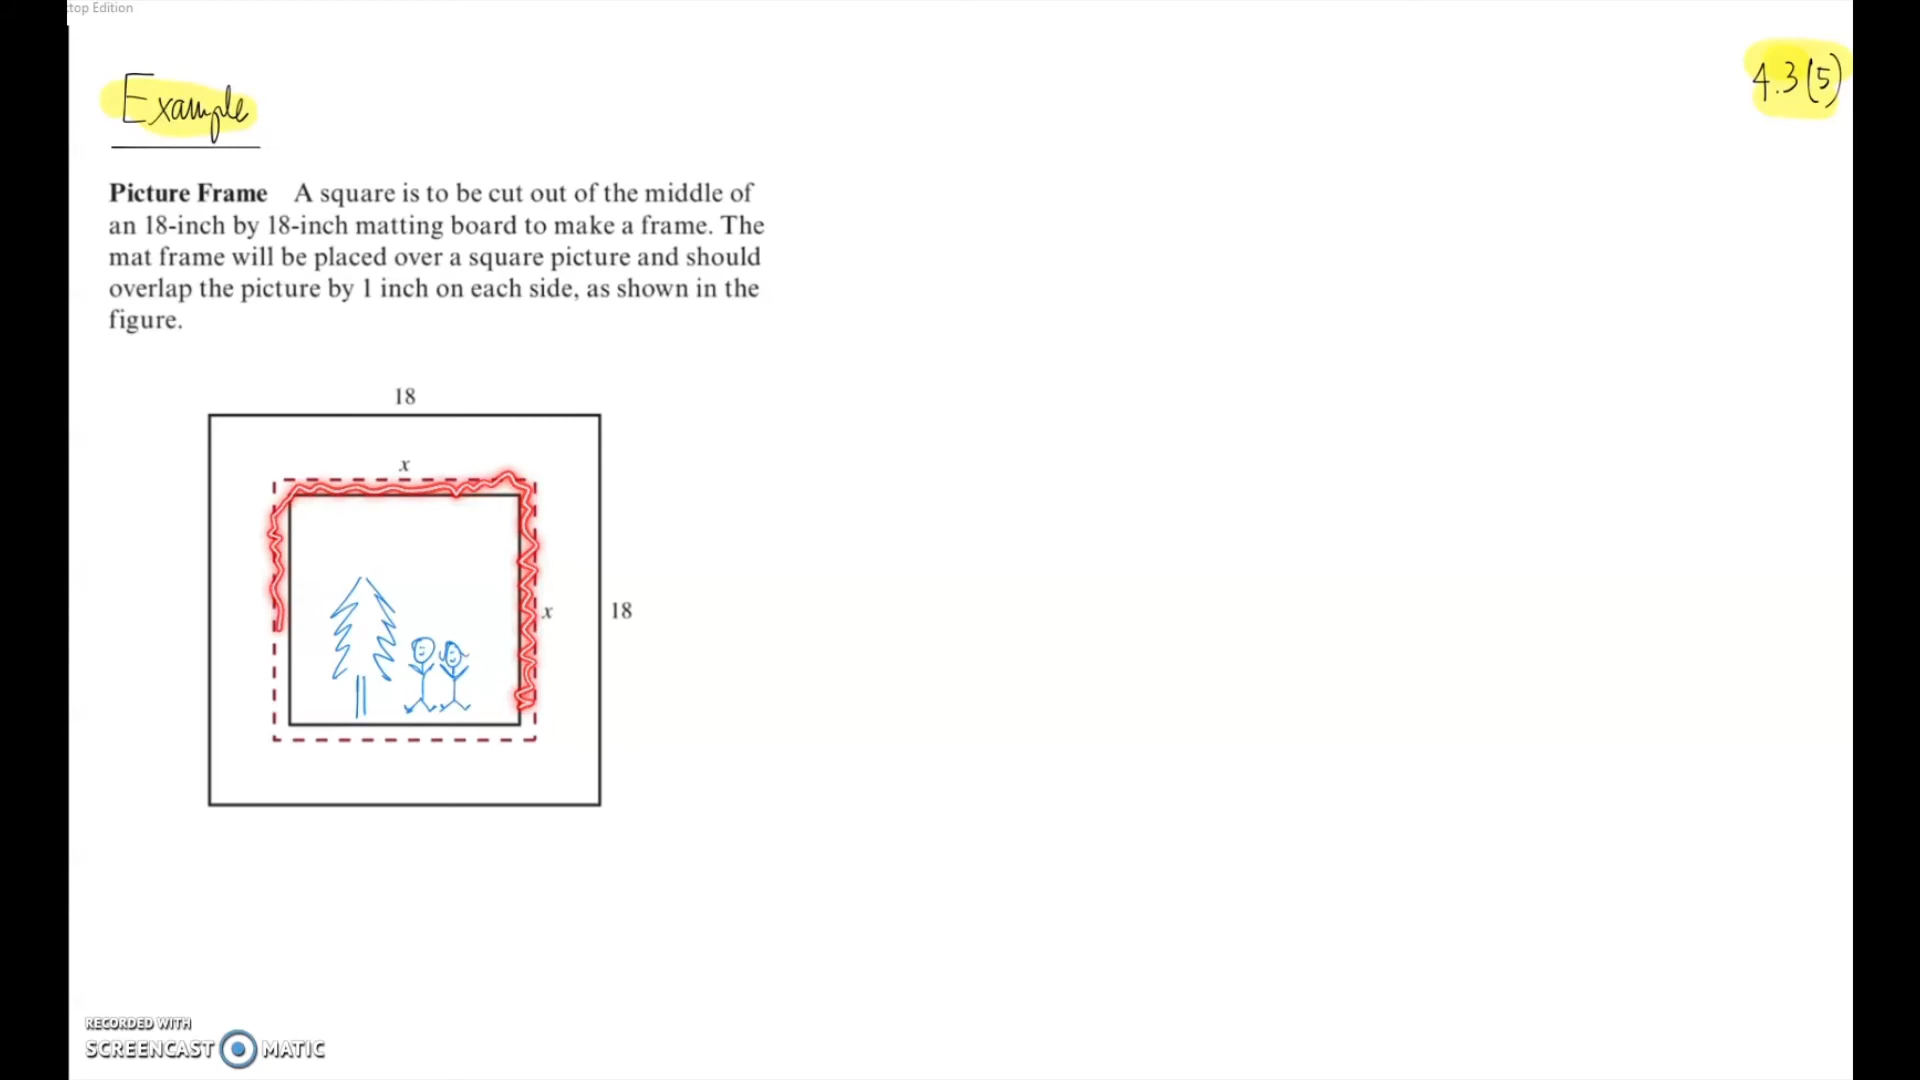 top Edition
Example
4.3(5)
Picture Frame A square is to be cut out of the middle of
an 18-inch by 18-inch matting board to make a frame. The
mat frame will be placed over a square picture and should
overlap the picture by 1 inch on each side, as shown in the
figure.
18
x
x
18
RECORDED WITH
SCREENCAST MATIC